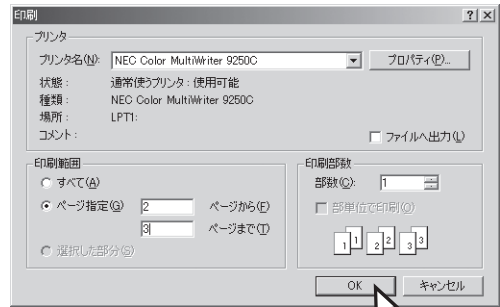 印刷
プリンタ
プリンタ名(N): NEC Color MultiWriter 9250C プロパティ(P)...
状態: 通常使うプリンタ : 使用可能
種類: NEC Color MultiWriter 9250C
場所: LPT1:
コメント:
ファイルへ出力(L)
印刷範囲
すべて(A)
ページ指定(G) 2 ページから(F)
3 ページまで(T)
選択した部分(S)
印刷部数
部数(C): 1
部単位で印刷(O)
1 1 2 2 3 3
OK キャンセル